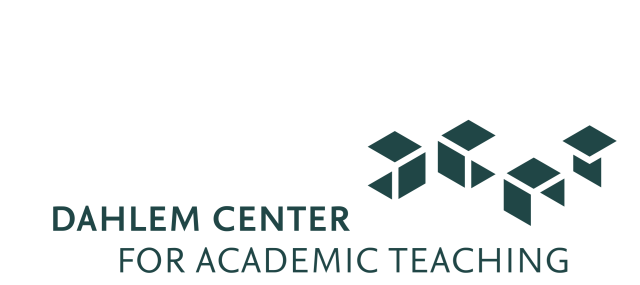 DAHLEM CENTER
FOR ACADEMIC TEACHING